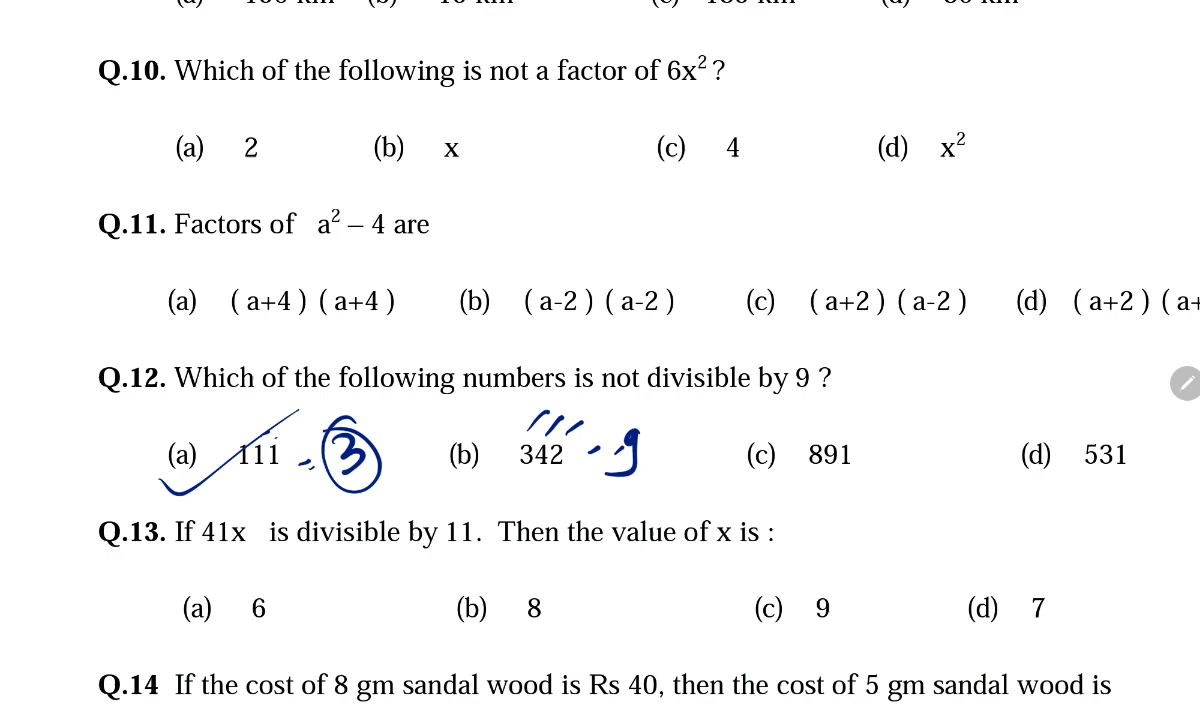 Q.10. Which of the following is not a factor of 6x² ?
(a) 2 (b) x (c) 4 (d) x²
Q.11. Factors of a² – 4 are
(a) ( a+4 ) ( a+4 ) (b) ( a-2 ) ( a-2 ) (c) ( a+2 ) ( a-2 ) (d) ( a+2 ) ( a+
Q.12. Which of the following numbers is not divisible by 9 ?
(a) 111 = 3 (b) 342 = 9 (c) 891 (d) 531
Q.13. If 41x is divisible by 11. Then the value of x is :
(a) 6 (b) 8 (c) 9 (d) 7
Q.14 If the cost of 8 gm sandal wood is Rs 40, then the cost of 5 gm sandal wood is